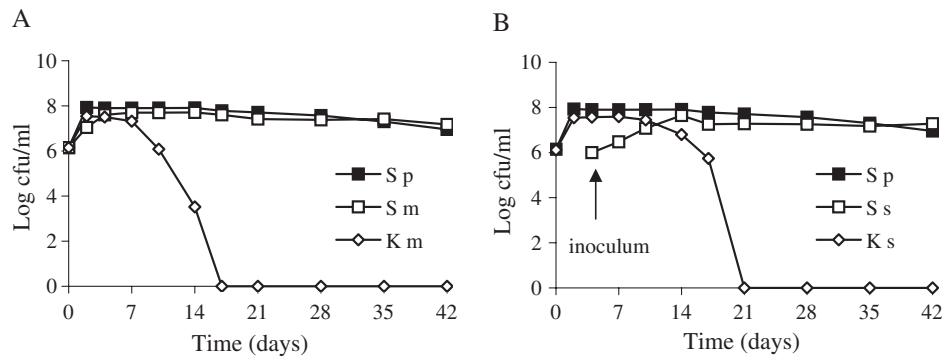 A
Log cfu/ml
10
8
6
4
2
0
S p
S m
K m
0 7 14 21 28 35 42
Time (days)
B
Log cfu/ml
10
8
6
4
2
0
inoculum
S p
S s
K s
0 7 14 21 28 35 42
Time (days)